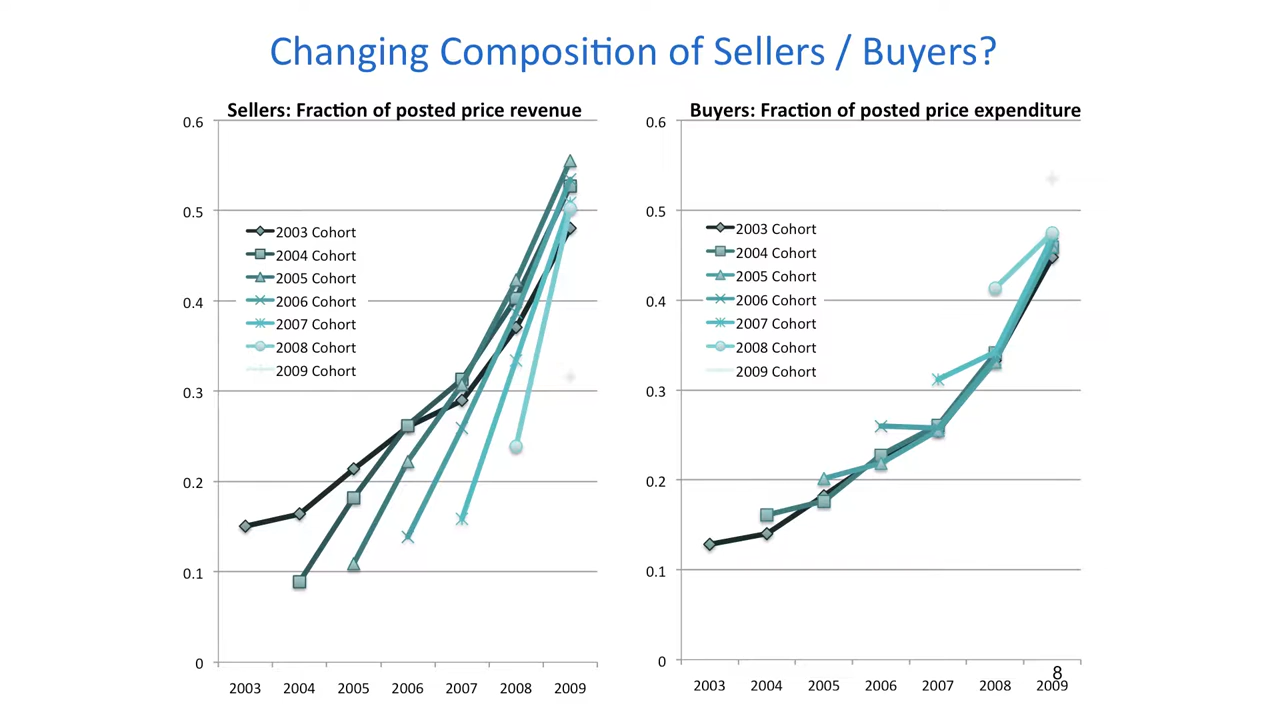 Changing Composition of Sellers / Buyers?
Sellers: Fraction of posted price revenue
0.6
0.5
0.4
0.3
0.2
0.1
0
2003 Cohort
2004 Cohort
2005 Cohort
2006 Cohort
2007 Cohort
2008 Cohort
2009 Cohort
2003 2004 2005 2006 2007 2008 2009
Buyers: Fraction of posted price expenditure
0.6
0.5
0.4
0.3
0.2
0.1
0
2003 Cohort
2004 Cohort
2005 Cohort
2006 Cohort
2007 Cohort
2008 Cohort
2009 Cohort
2003 2004 2005 2006 2007 2008 2009
8